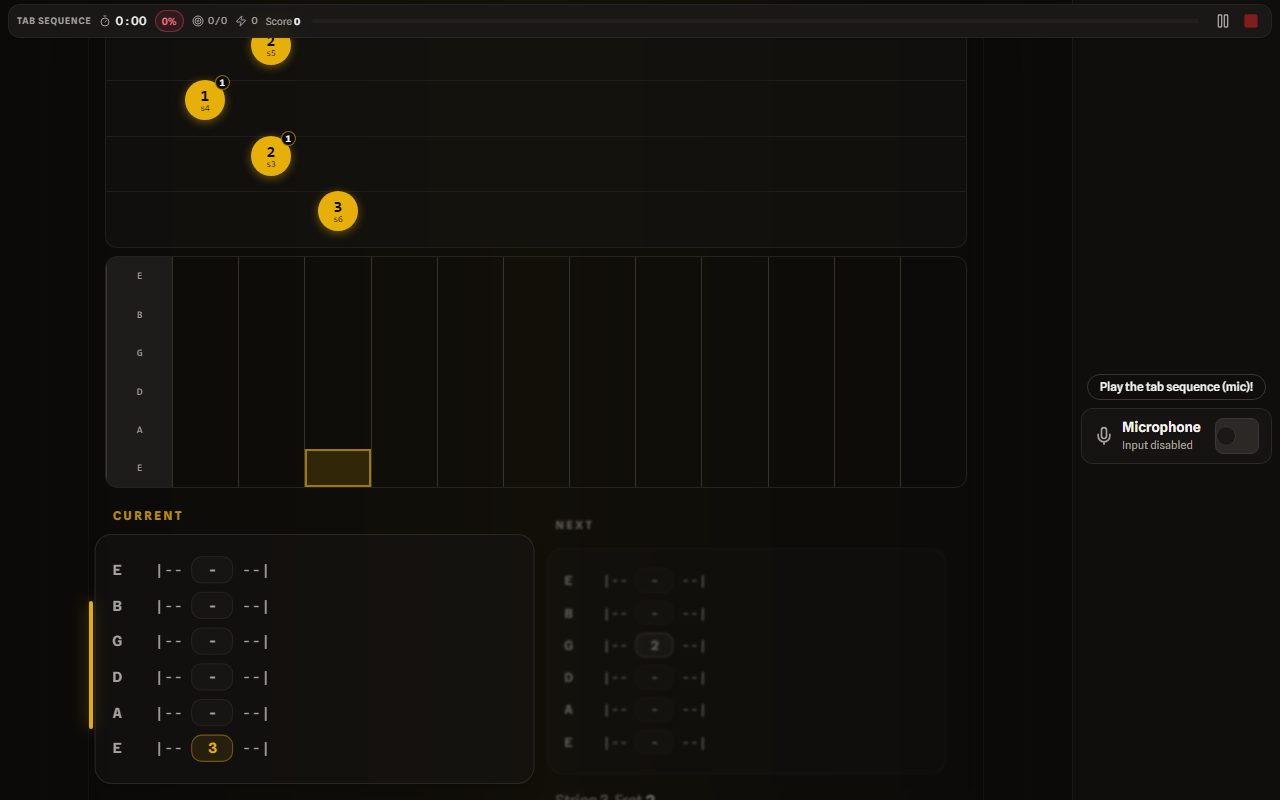 TAB SEQUENCE 0:00 0% 0/0 0 Score 0
2
s5
1
1
s4
1
2
s3
3
s6
E
B
G
D
A
E
Play the tab sequence (mic)!
Microphone
Input disabled
CURRENT
E |-- - --|
B |-- - --|
G |-- - --|
D |-- - --|
A |-- - --|
E |-- 3 --|
NEXT
E |-- - --|
B |-- - --|
G |-- 2 --|
D |-- - --|
A |-- - --|
E |-- - --|